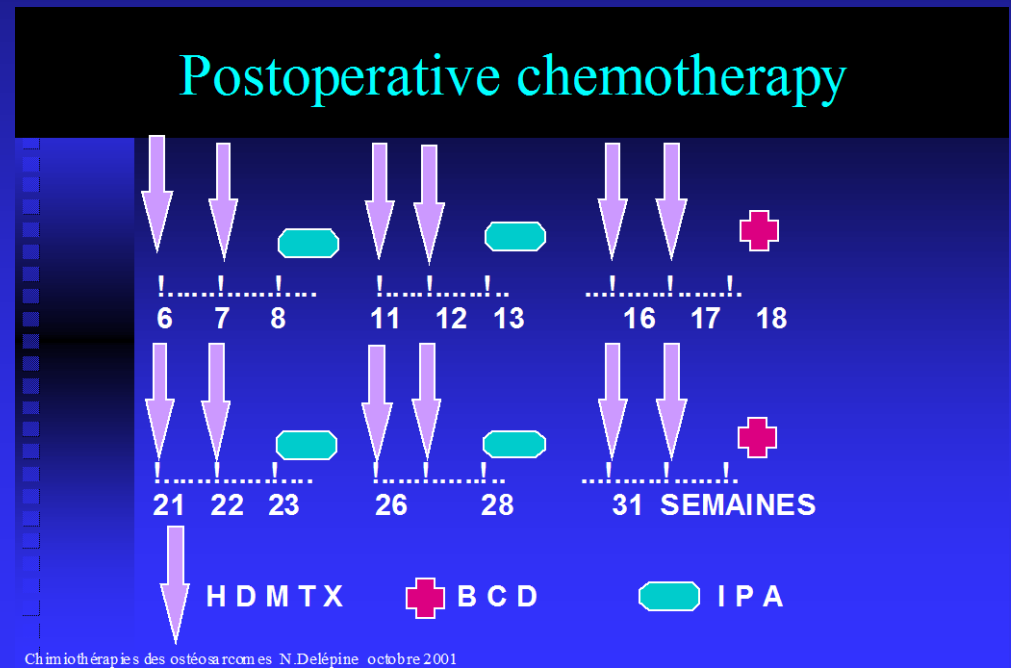 Postoperative chemotherapy
!......!......!....   !.....!......!..   ...!......!......!.
6 7 8 11 12 13 16 17 18
!......!......!....   !.....!......!..   ...!......!......!.
21 22 23 26 28 31 SEMAINES
H D M T X B C D I P A
Chimiothérapies des ostéosarcomes N.Delépine octobre 2001